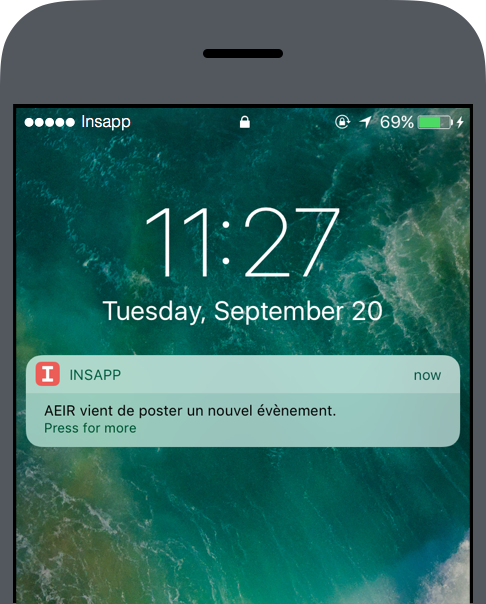 Insapp 69%
11:27
Tuesday, September 20
I INSAPP now
AEIR vient de poster un nouvel évènement.
Press for more